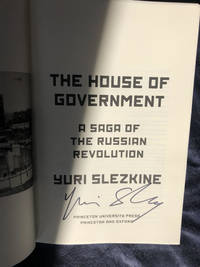 THE HOUSE OF
GOVERNMENT
A SAGA OF
THE RUSSIAN
REVOLUTION
YURI SLEZKINE
PRINCETON UNIVERSITY PRESS
PRINCETON AND OXFORD